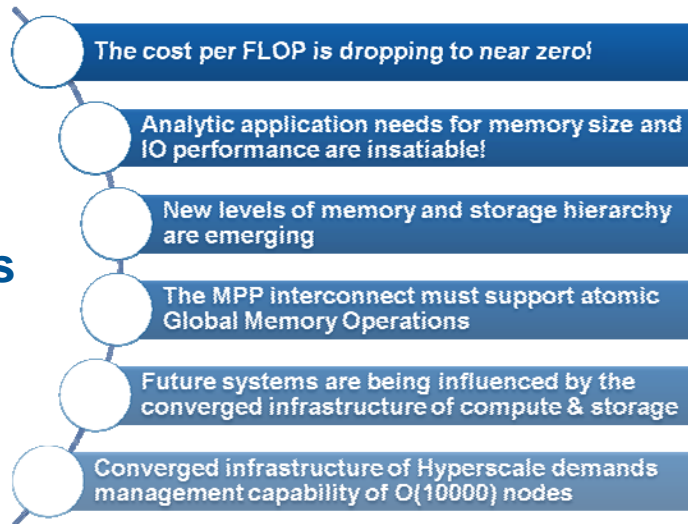 The cost per FLOP is dropping to near zero!
Analytic application needs for memory size and
IO performance are insatiable!
New levels of memory and storage hierarchy
are emerging
s
The MPP interconnect must support atomic
Global Memory Operations
Future systems are being influenced by the
converged infrastructure of compute & storage
Converged infrastructure of Hyperscale demands
management capability of O(10000) nodes